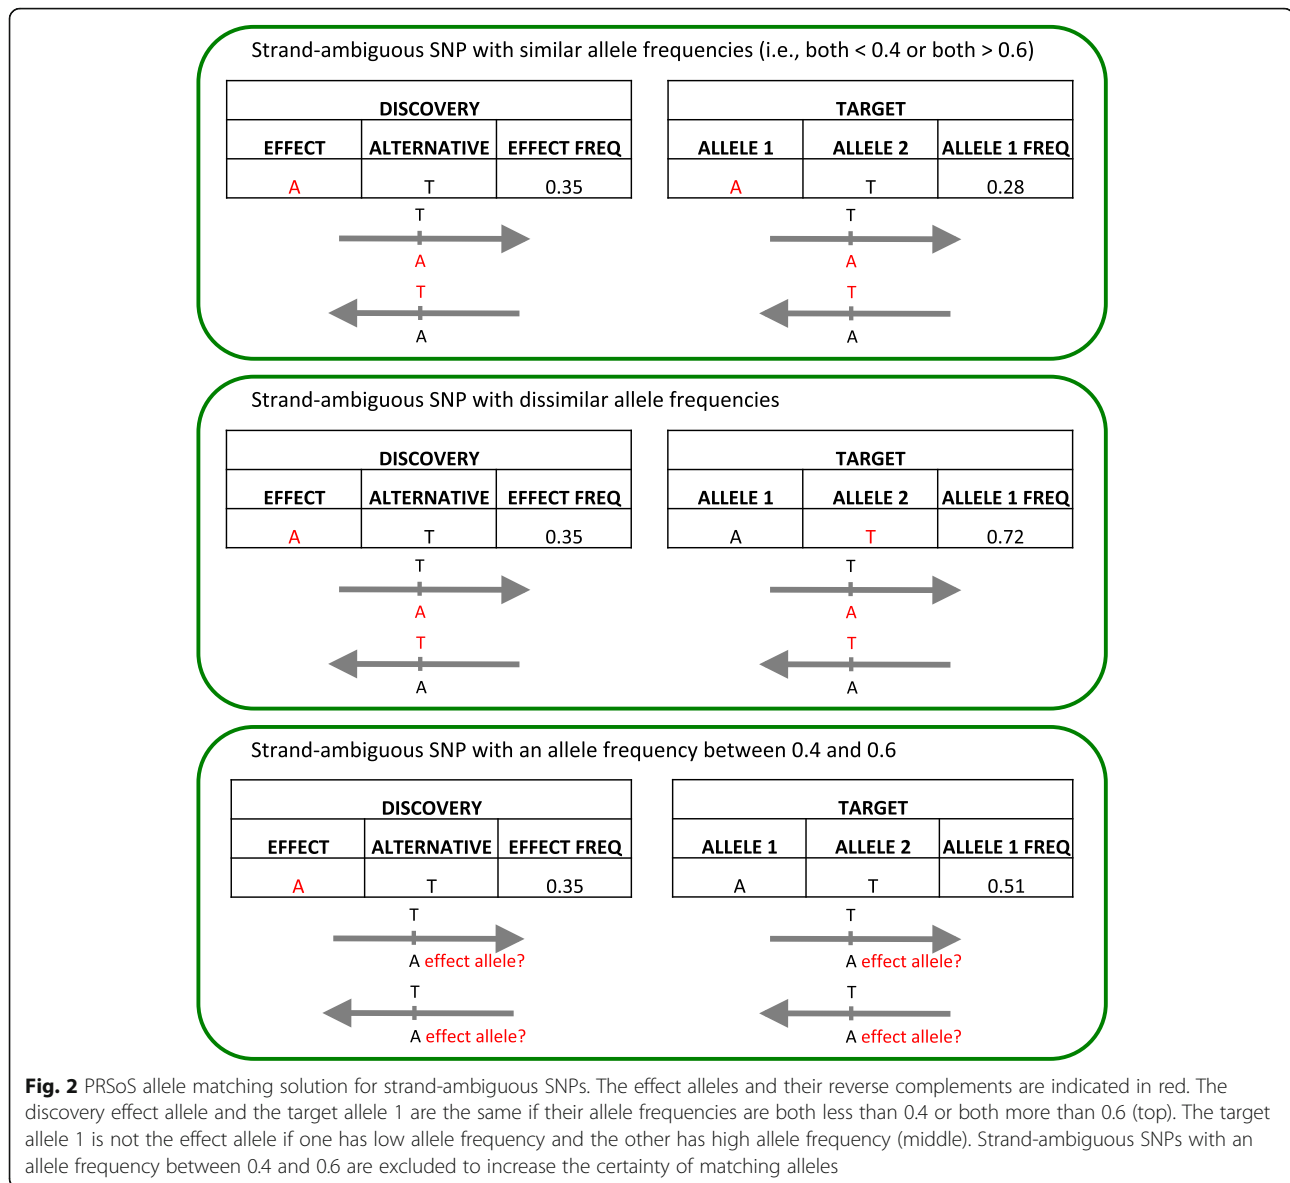 Strand-ambiguous SNP with similar allele frequencies (i.e., both < 0.4 or both > 0.6)
DISCOVERY
EFFECT ALTERNATIVE EFFECT FREQ
A T 0.35
T
A
T
A
TARGET
ALLELE 1 ALLELE 2 ALLELE 1 FREQ
A T 0.28
T
A
T
A
Strand-ambiguous SNP with dissimilar allele frequencies
DISCOVERY
EFFECT ALTERNATIVE EFFECT FREQ
A T 0.35
T
A
T
A
TARGET
ALLELE 1 ALLELE 2 ALLELE 1 FREQ
A T 0.72
T
A
T
A
Strand-ambiguous SNP with an allele frequency between 0.4 and 0.6
DISCOVERY
EFFECT ALTERNATIVE EFFECT FREQ
A T 0.35
T
A effect allele?
T
A effect allele?
TARGET
ALLELE 1 ALLELE 2 ALLELE 1 FREQ
A T 0.51
T
A effect allele?
T
A effect allele?
Fig. 2 PRSoS allele matching solution for strand-ambiguous SNPs. The effect alleles and their reverse complements are indicated in red. The
discovery effect allele and the target allele 1 are the same if their allele frequencies are both less than 0.4 or both more than 0.6 (top). The target
allele 1 is not the effect allele if one has low allele frequency and the other has high allele frequency (middle). Strand-ambiguous SNPs with an
allele frequency between 0.4 and 0.6 are excluded to increase the certainty of matching alleles